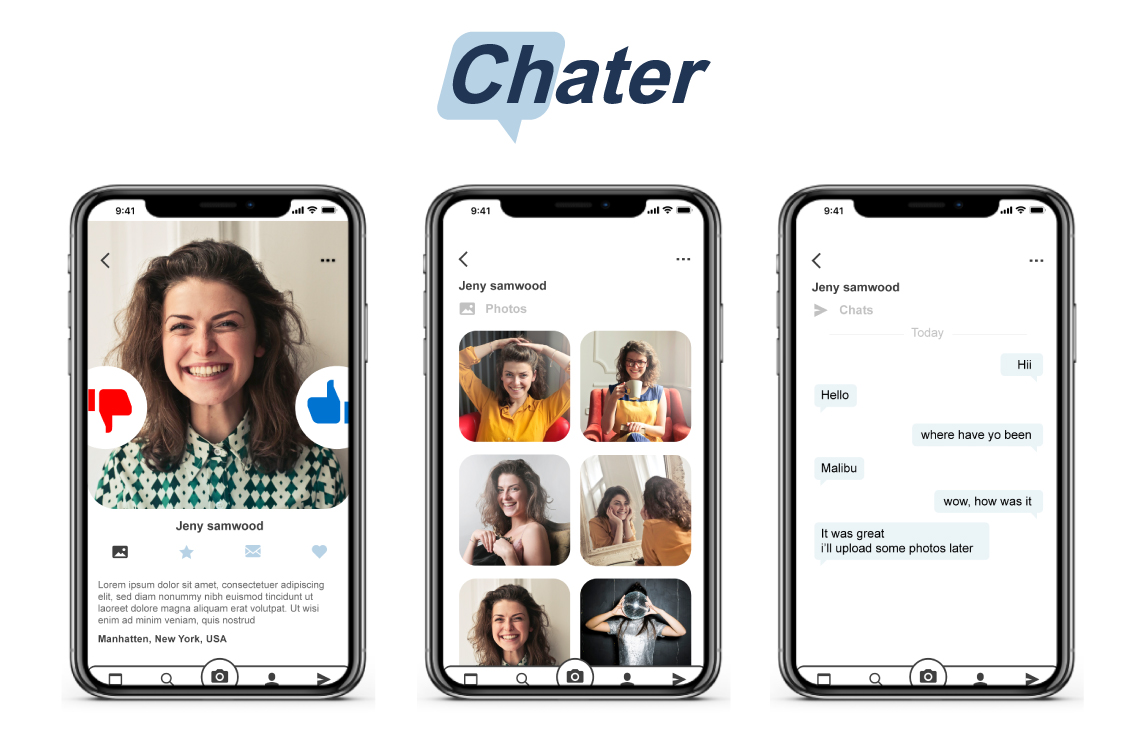 Chater
9:41
Jeny samwood
Lorem ipsum dolor sit amet, consectetuer adipiscing
elit, sed diam nonummy nibh euismod tincidunt ut
laoreet dolore magna aliquam erat volutpat. Ut wisi
enim ad minim veniam, quis nostrud
Manhatten, New York, USA
9:41
Jeny samwood
Photos
9:41
Jeny samwood
Chats
Today
Hii
Hello
where have yo been
Malibu
wow, how was it
It was great
i'll upload some photos later